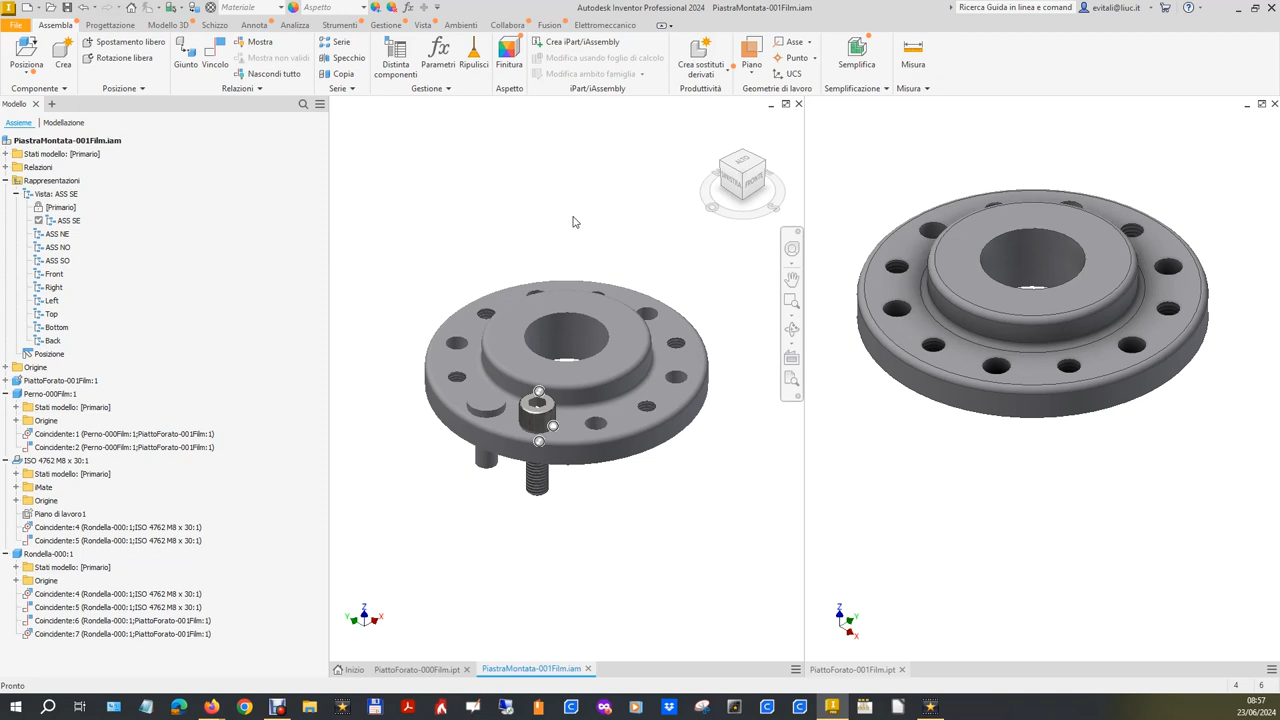 Materiale
Aspetto
Autodesk Inventor Professional 2024
PiastraMontata-001Film.iam
Ricerca Guida in linea e comand
evitali@liuc.it
File
Assembla
Progettazione
Modello 3D
Schizzo
Annota
Analizza
Strumenti
Gestione
Vista
Ambienti
Collabora
Fusion
Elettromeccanico
Posiziona
Crea
Spostamento libero
Rotazione libera
Componente
Posizione
Giunto
Vincolo
Mostra
Mostra non validi
Nascondi tutto
Relazioni
Serie
Specchio
Copia
Serie
Distinta componenti
Parametri
Ripulisci
Gestione
Finitura
Aspetto
Crea iPart/iAssembly
Modifica usando foglio di calcolo
Modifica ambito famiglia
iPart/iAssembly
Crea sostituti derivati
Produttività
Piano
Asse
Punto
UCS
Geometrie di lavoro
Semplifica
Semplificazione
Misura
Misura
Modello
Assieme
Modellazione
PiastraMontata-001Film.iam
Stati modello: [Primario]
Relazioni
Rappresentazioni
Vista: ASS SE
[Primario]
ASS SE
ASS NE
ASS NO
ASS SO
Front
Right
Left
Top
Bottom
Back
Posizione
Origine
PiattoForato-001Film:1
Perno-000Film:1
Stati modello: [Primario]
Origine
Coincidente:1 (Perno-000Film:1;PiattoForato-001Film:1)
Coincidente:2 (Perno-000Film:1;PiattoForato-001Film:1)
ISO 4762 M8 x 30:1
Stati modello: [Primario]
iMate
Origine
Piano di lavoro1
Coincidente:4 (Rondella-000:1;ISO 4762 M8 x 30:1)
Coincidente:5 (Rondella-000:1;ISO 4762 M8 x 30:1)
Rondella-000:1
Stati modello: [Primario]
Origine
Coincidente:4 (Rondella-000:1;ISO 4762 M8 x 30:1)
Coincidente:5 (Rondella-000:1;ISO 4762 M8 x 30:1)
Coincidente:6 (Rondella-000:1;PiattoForato-001Film:1)
Coincidente:7 (Rondella-000:1;PiattoForato-001Film:1)
ALTO
SINISTRA
FRONTE
Z
Y
X
Z
Y
X
Inizio
PiattoForato-000Film.ipt
PiastraMontata-001Film.iam
PiattoForato-001Film.ipt
Pronto
4
6
08:57
23/06/2024